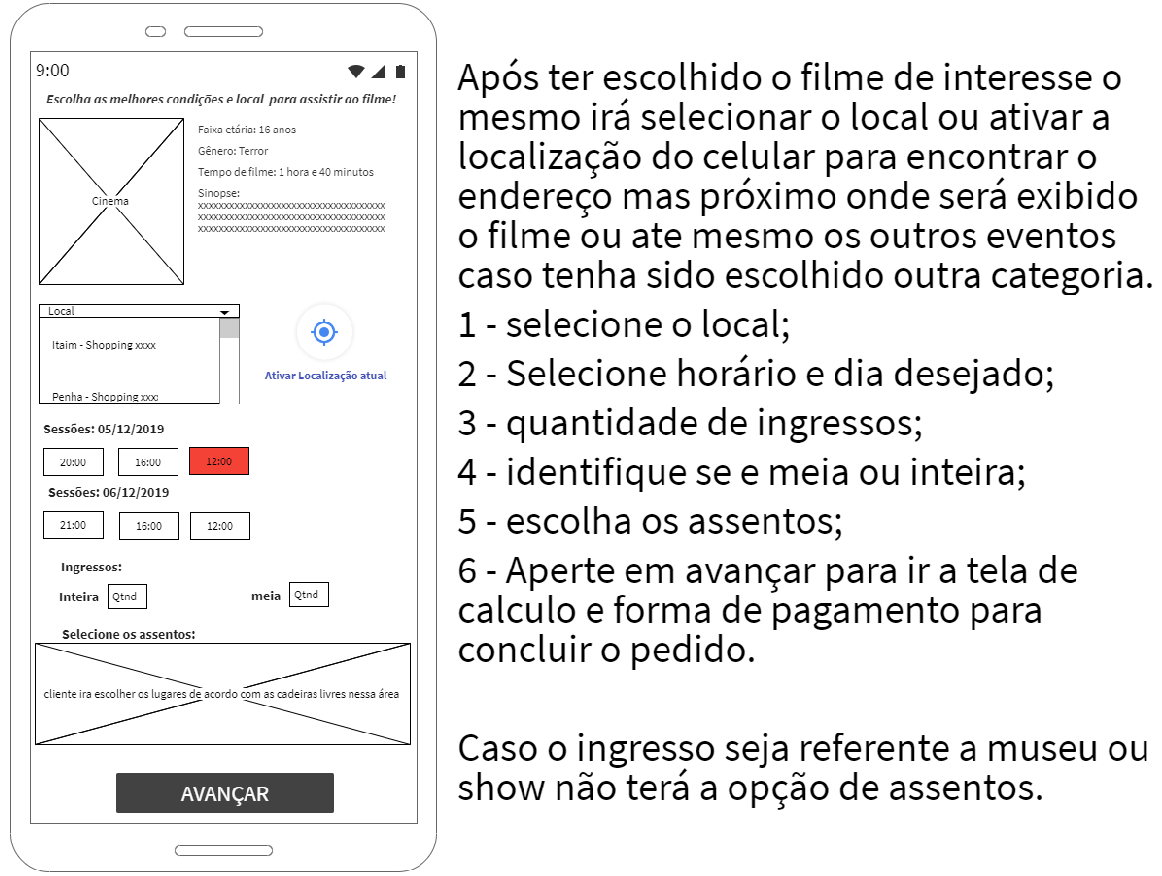 9:00
Escolha as melhores condições e local para assistir ao filme!
Faixa etária: 16 anos
Gênero: Terror
Tempo de filme: 1 hora e 40 minutos
Sinopse:
xxxxxxxxxxxxxxxxxxxxxxxxxxxxxxxxxxxx
xxxxxxxxxxxxxxxxxxxxxxxxxxxxxxxxxxxx
xxxxxxxxxxxxxxxxxxxxxxxxxxxxxxxxxxxx
Cinema
Local
Itaim - Shopping xxxx
Penha - Shopping xxxx
Ativar Localização atual
Sessões: 05/12/2019
20:00 16:00 12:00
Sessões: 06/12/2019
21:00 16:00 12:00
Ingressos:
Inteira Qtnd meia Qtnd
Selecione os assentos:
cliente ira escolher os lugares de acordo com as cadeiras livres nessa área
AVANÇAR
Após ter escolhido o filme de interesse o
mesmo irá selecionar o local ou ativar a
localização do celular para encontrar o
endereço mas próximo onde será exibido
o filme ou ate mesmo os outros eventos
caso tenha sido escolhido outra categoria.
1 - selecione o local;
2 - Selecione horário e dia desejado;
3 - quantidade de ingressos;
4 - identifique se e meia ou inteira;
5 - escolha os assentos;
6 - Aperte em avançar para ir a tela de
calculo e forma de pagamento para
concluir o pedido.
Caso o ingresso seja referente a museu ou
show não terá a opção de assentos.